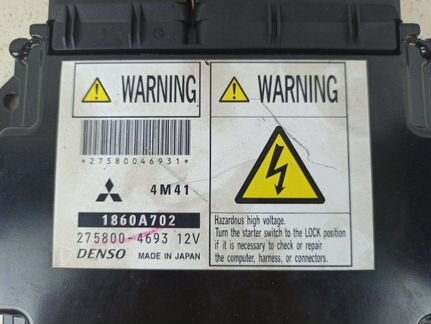 WARNING
*27580046931*
4M41
1860A702
275800-4693 12V
DENSO MADE IN JAPAN
WARNING
Hazardous high voltage.
Turn the starter switch to the LOCK position
if it is necessary to check or repair
the computer, harness, or connectors.